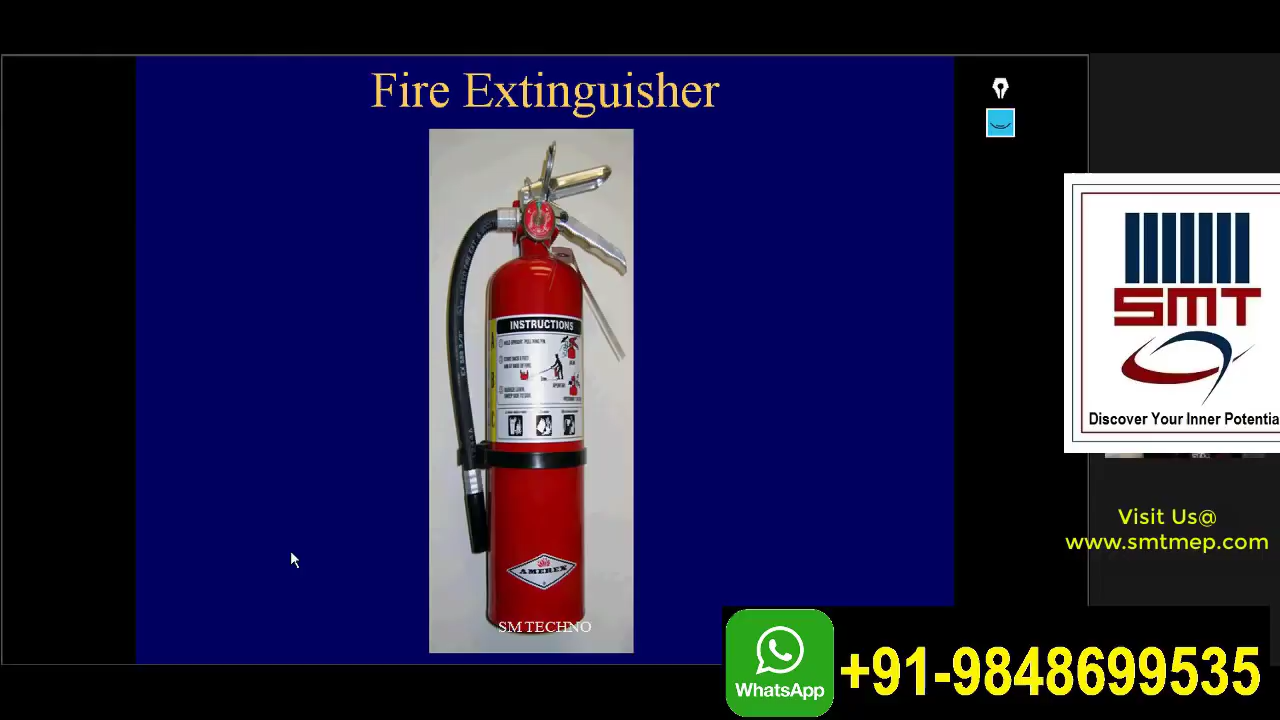 Fire Extinguisher
INSTRUCTIONS
AMEREX
SM TECHNO
SMT
Discover Your Inner Potentia
Visit Us@
www.smtmep.com
WhatsApp
+91-9848699535